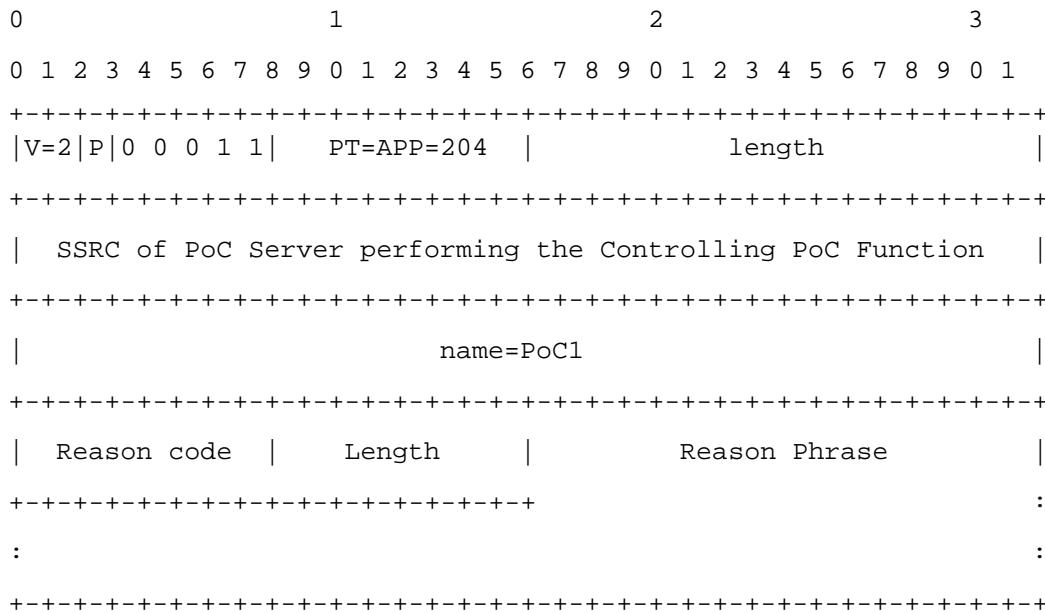 0                   1                   2                   3
0 1 2 3 4 5 6 7 8 9 0 1 2 3 4 5 6 7 8 9 0 1 2 3 4 5 6 7 8 9 0 1
+-+-+-+-+-+-+-+-+-+-+-+-+-+-+-+-+-+-+-+-+-+-+-+-+-+-+-+-+-+-+-+-+
|V=2|P|0 0 0 1 1|   PT=APP=204  |            length             |
+-+-+-+-+-+-+-+-+-+-+-+-+-+-+-+-+-+-+-+-+-+-+-+-+-+-+-+-+-+-+-+-+
|  SSRC of PoC Server performing the Controlling PoC Function   |
+-+-+-+-+-+-+-+-+-+-+-+-+-+-+-+-+-+-+-+-+-+-+-+-+-+-+-+-+-+-+-+-+
|                          name=PoC1                            |
+-+-+-+-+-+-+-+-+-+-+-+-+-+-+-+-+-+-+-+-+-+-+-+-+-+-+-+-+-+-+-+-+
|  Reason code  |    Length     |         Reason Phrase         |
+-+-+-+-+-+-+-+-+-+-+-+-+-+-+-+-+                               :
:                                                               :
+-+-+-+-+-+-+-+-+-+-+-+-+-+-+-+-+-+-+-+-+-+-+-+-+-+-+-+-+-+-+-+-+